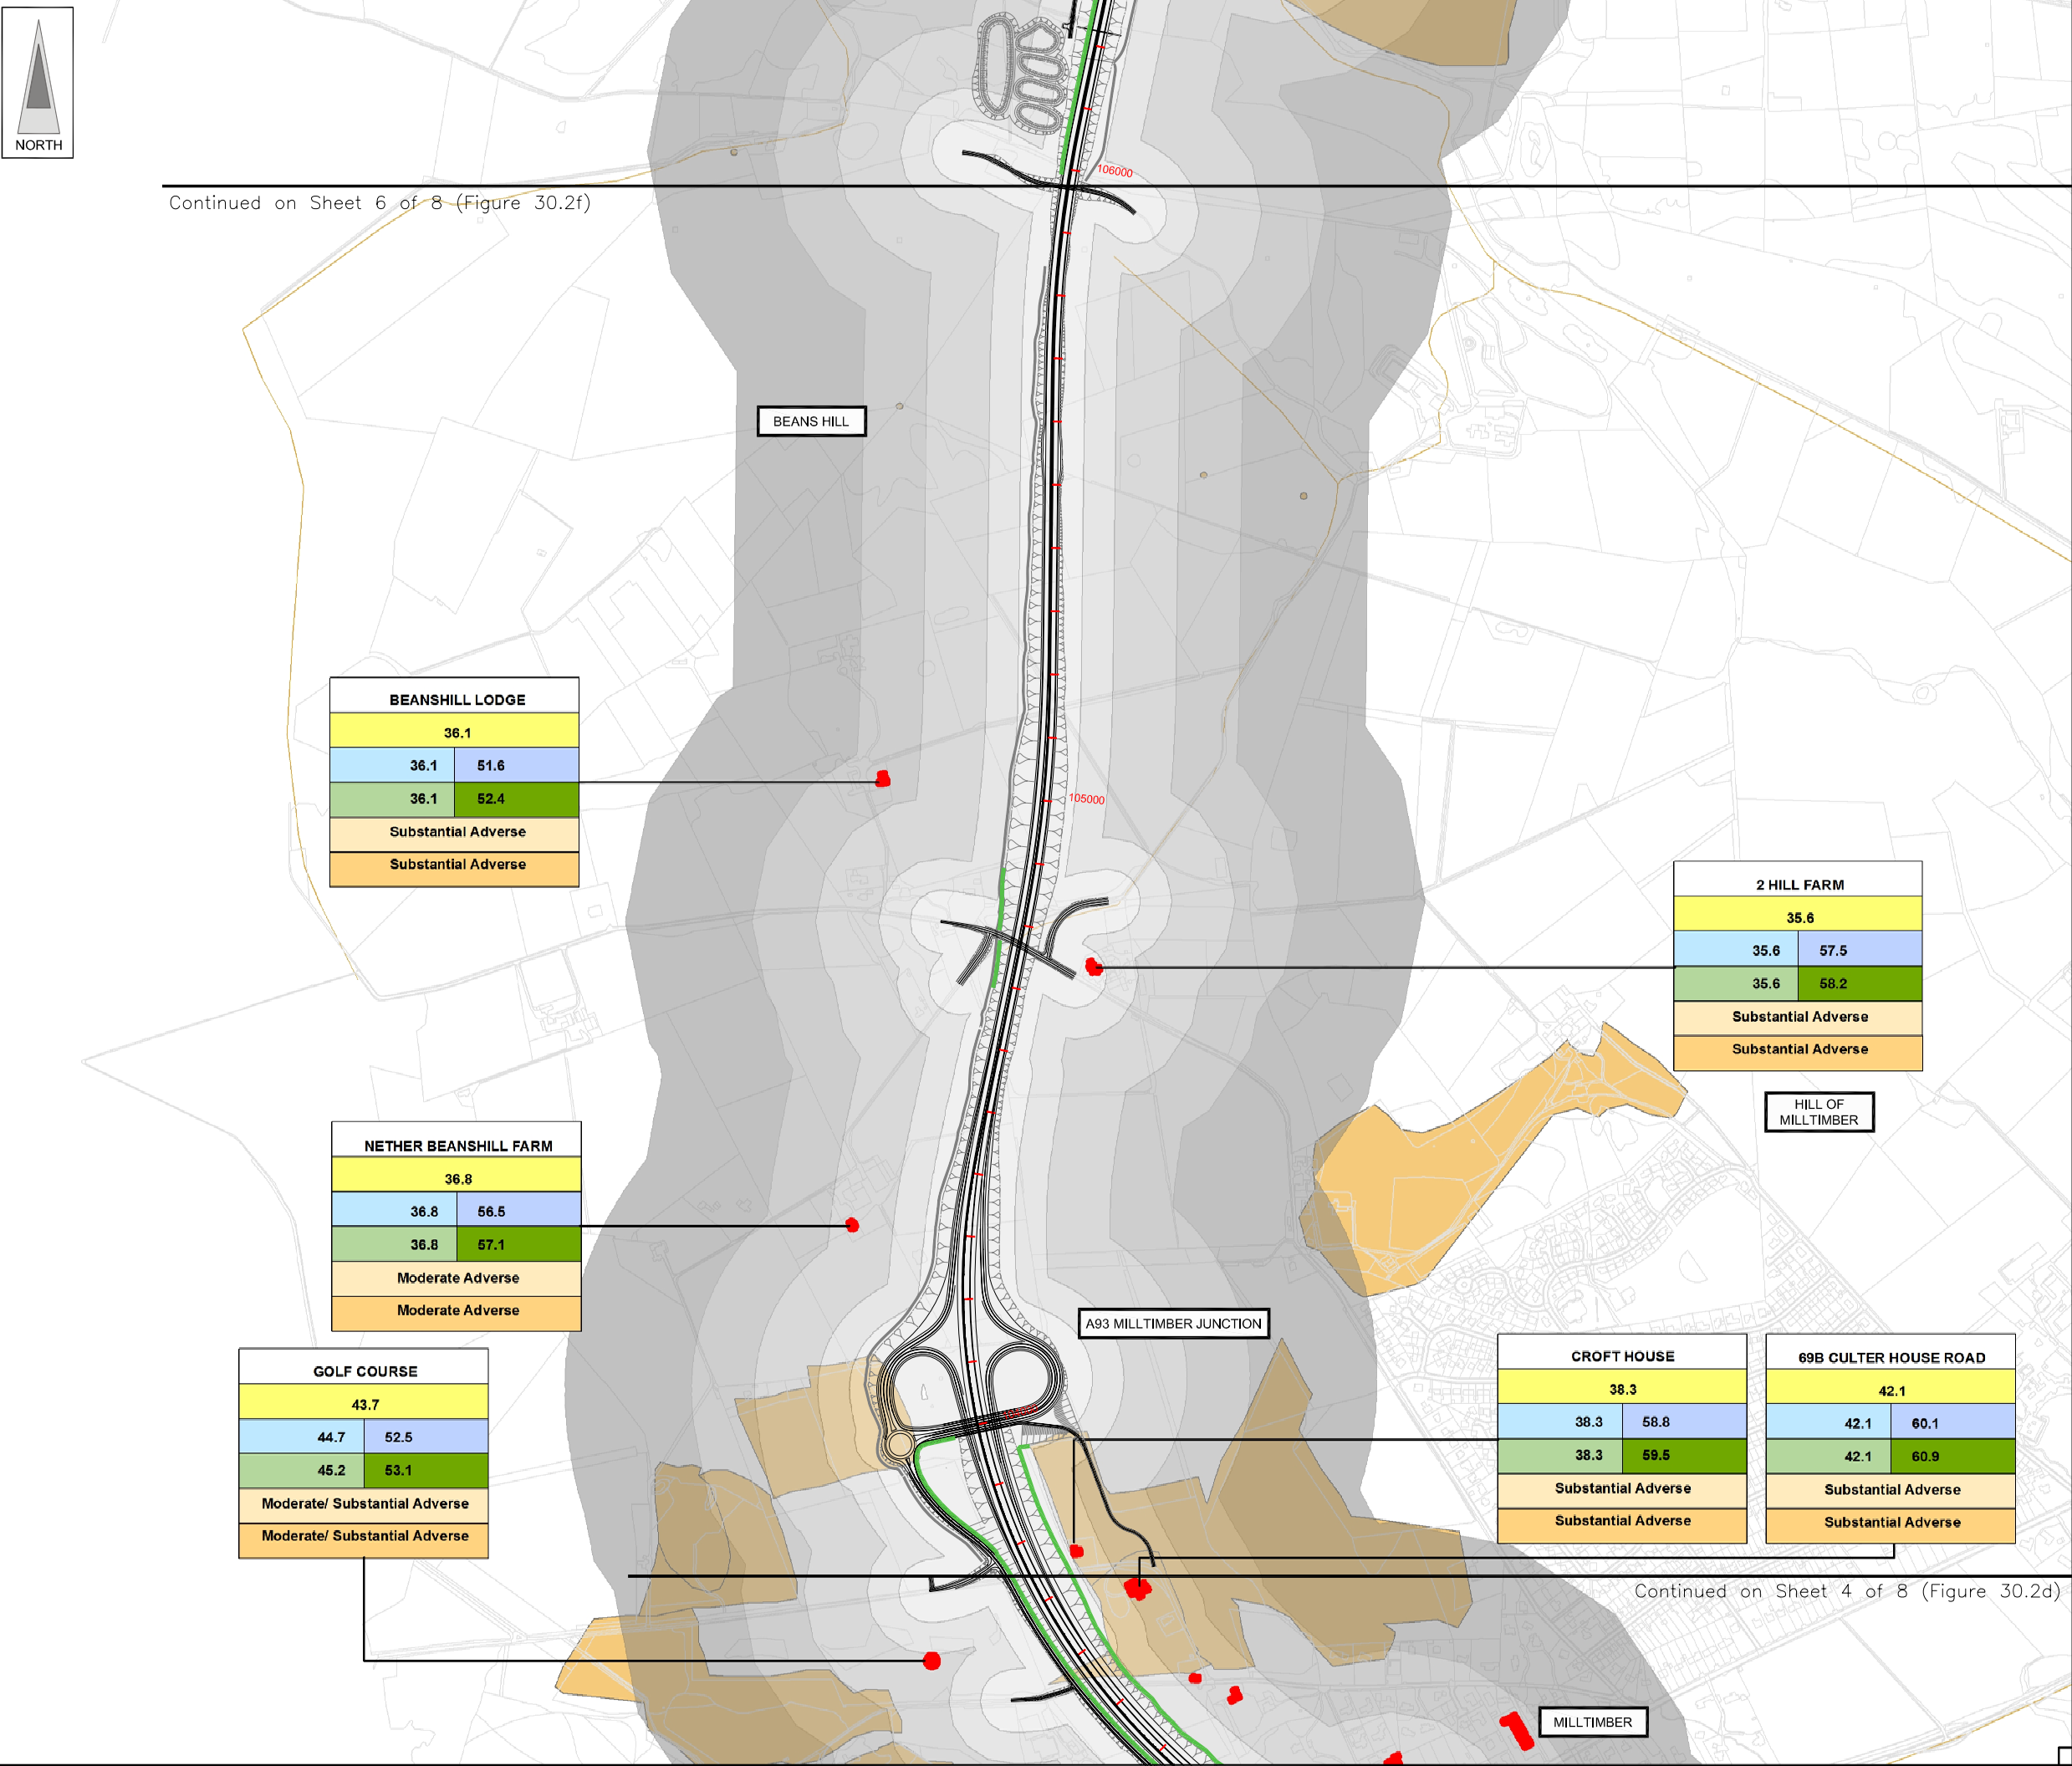 NORTH
106000
Continued on Sheet 6 of 8 (Figure 30.2f)
BEANS HILL
BEANSHILL LODGE
36.1
36.1 51.6
36.1 52.4
Substantial Adverse
Substantial Adverse
105000
2 HILL FARM
35.6
35.6 57.5
35.6 58.2
Substantial Adverse
Substantial Adverse
HILL OF
MILLTIMBER
NETHER BEANSHILL FARM
36.8
36.8 56.5
36.8 57.1
Moderate Adverse
Moderate Adverse
A93 MILLTIMBER JUNCTION
GOLF COURSE
43.7
44.7 52.5
45.2 53.1
Moderate/ Substantial Adverse
Moderate/ Substantial Adverse
CROFT HOUSE
38.3
38.3 58.8
38.3 59.5
Substantial Adverse
Substantial Adverse
69B CULTER HOUSE ROAD
42.1
42.1 60.1
42.1 60.9
Substantial Adverse
Substantial Adverse
Continued on Sheet 4 of 8 (Figure 30.2d)
MILLTIMBER